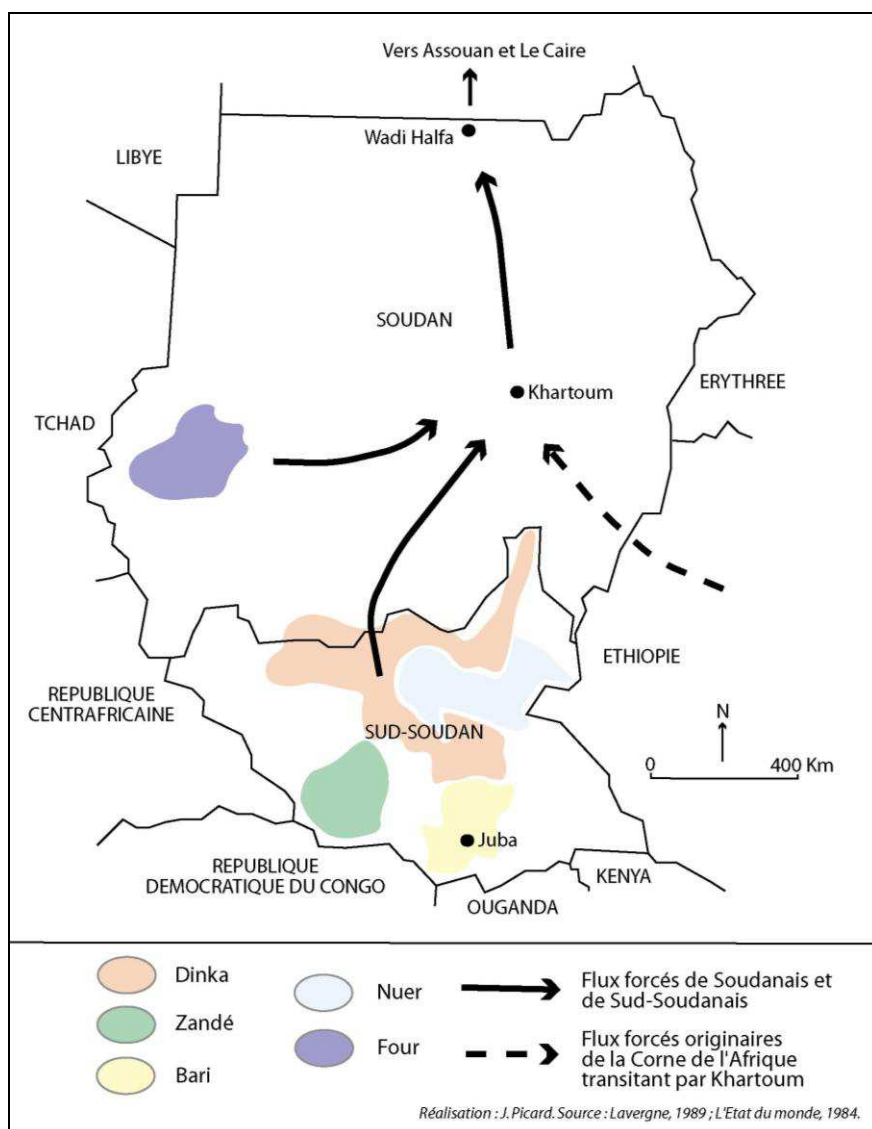 Vers Assouan et Le Caire
Wadi Halfa
LIBYE
SOUDAN
Khartoum
ERYTHREE
TCHAD
ETHIOPIE
REPUBLIQUE
CENTRAFRICAINE
SUD-SOUDAN
N
0 400 Km
Juba
REPUBLIQUE
DEMOCRATIQUE DU CONGO
KENYA
OUGANDA
Dinka
Zandé
Bari
Nuer
Four
Flux forcés de Soudanais et
de Sud-Soudanais
Flux forcés originaires
de la Corne de l'Afrique
transitant par Khartoum
Réalisation : J. Picard. Source : Lavergne, 1989 ; L'Etat du monde, 1984.